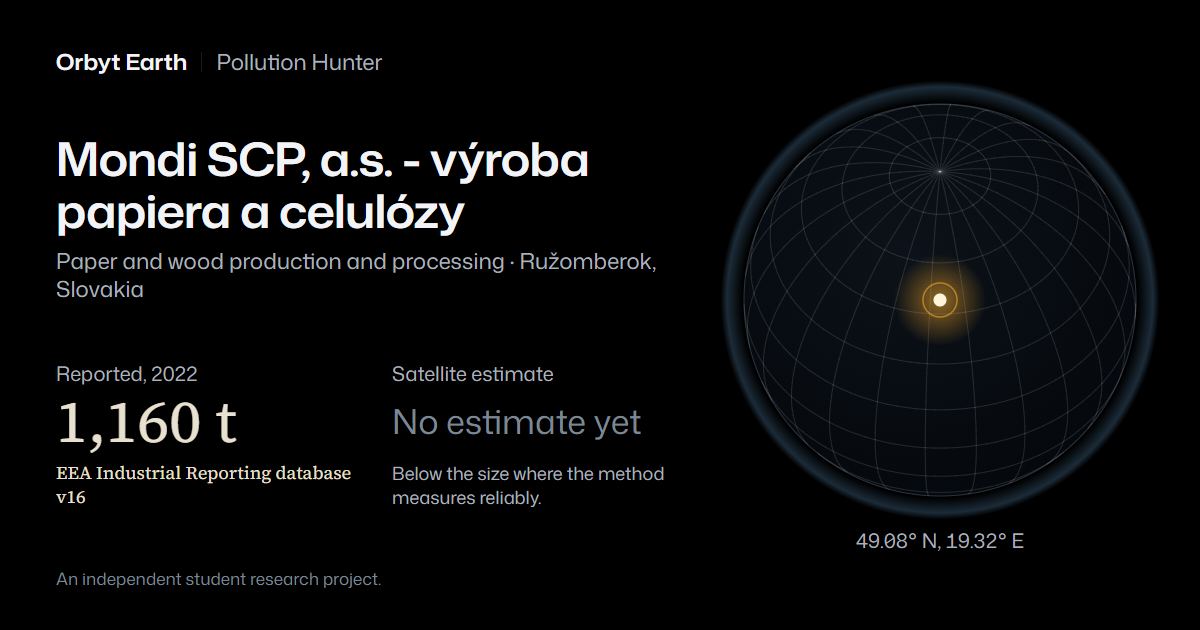 Orbyt Earth | Pollution Hunter
Mondi SCP, a.s. - výroba
papiera a celulózy
Paper and wood production and processing · Ružomberok,
Slovakia
Reported, 2022
1,160 t
EEA Industrial Reporting database
v16
Satellite estimate
No estimate yet
Below the size where the method
measures reliably.
49.08° N, 19.32° E
An independent student research project.